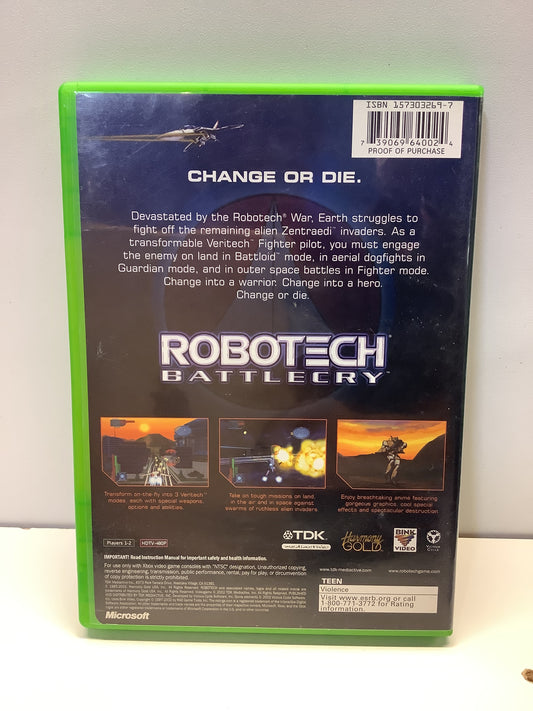 ISBN 157303269-7
7 39069 64002 4
PROOF OF PURCHASE
CHANGE OR DIE.
Devastated by the Robotech® War, Earth struggles to
fight off the remaining alien Zentraedi™ invaders. As a
transformable Veritech™ Fighter pilot, you must engage
the enemy on land in Battloid™ mode, in aerial dogfights in
Guardian mode, and in outer space battles in Fighter mode.
Change into a warrior. Change into a hero.
Change or die.
ROBOTECH®
BATTLECRY™
Transform on-the-fly into 3 Veritech™
modes, each with special weapons,
options and abilities.
Take on tough missions on land,
in the air and in space against
swarms of ruthless alien invaders.
Enjoy breathtaking anime featuring
gorgeous graphics, cool special
effects and spectacular destruction.
Players 1-2
HDTV-480P
TDK
Harmony
GOLD
BINK
VIDEO
www.tdk-mediactive.com
www.robotechgame.com
IMPORTANT! Read Instruction Manual for important safety and health information.
For use only with Xbox video game consoles with "NTSC" designation. Unauthorized copying,
reverse engineering, transmission, public performance, rental, pay for play, or circumvention
of copy protection is strictly prohibited.
Microsoft
TEEN
Violence
Visit www.esrb.org or call
1-800-771-3772 for Rating
Information.